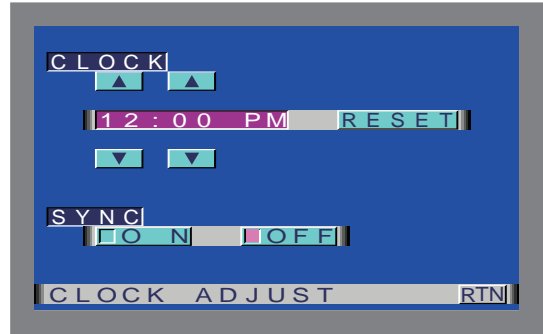 CLOCK
12:00 PM RESET
SYNC
ON OFF
CLOCK ADJUST RTN